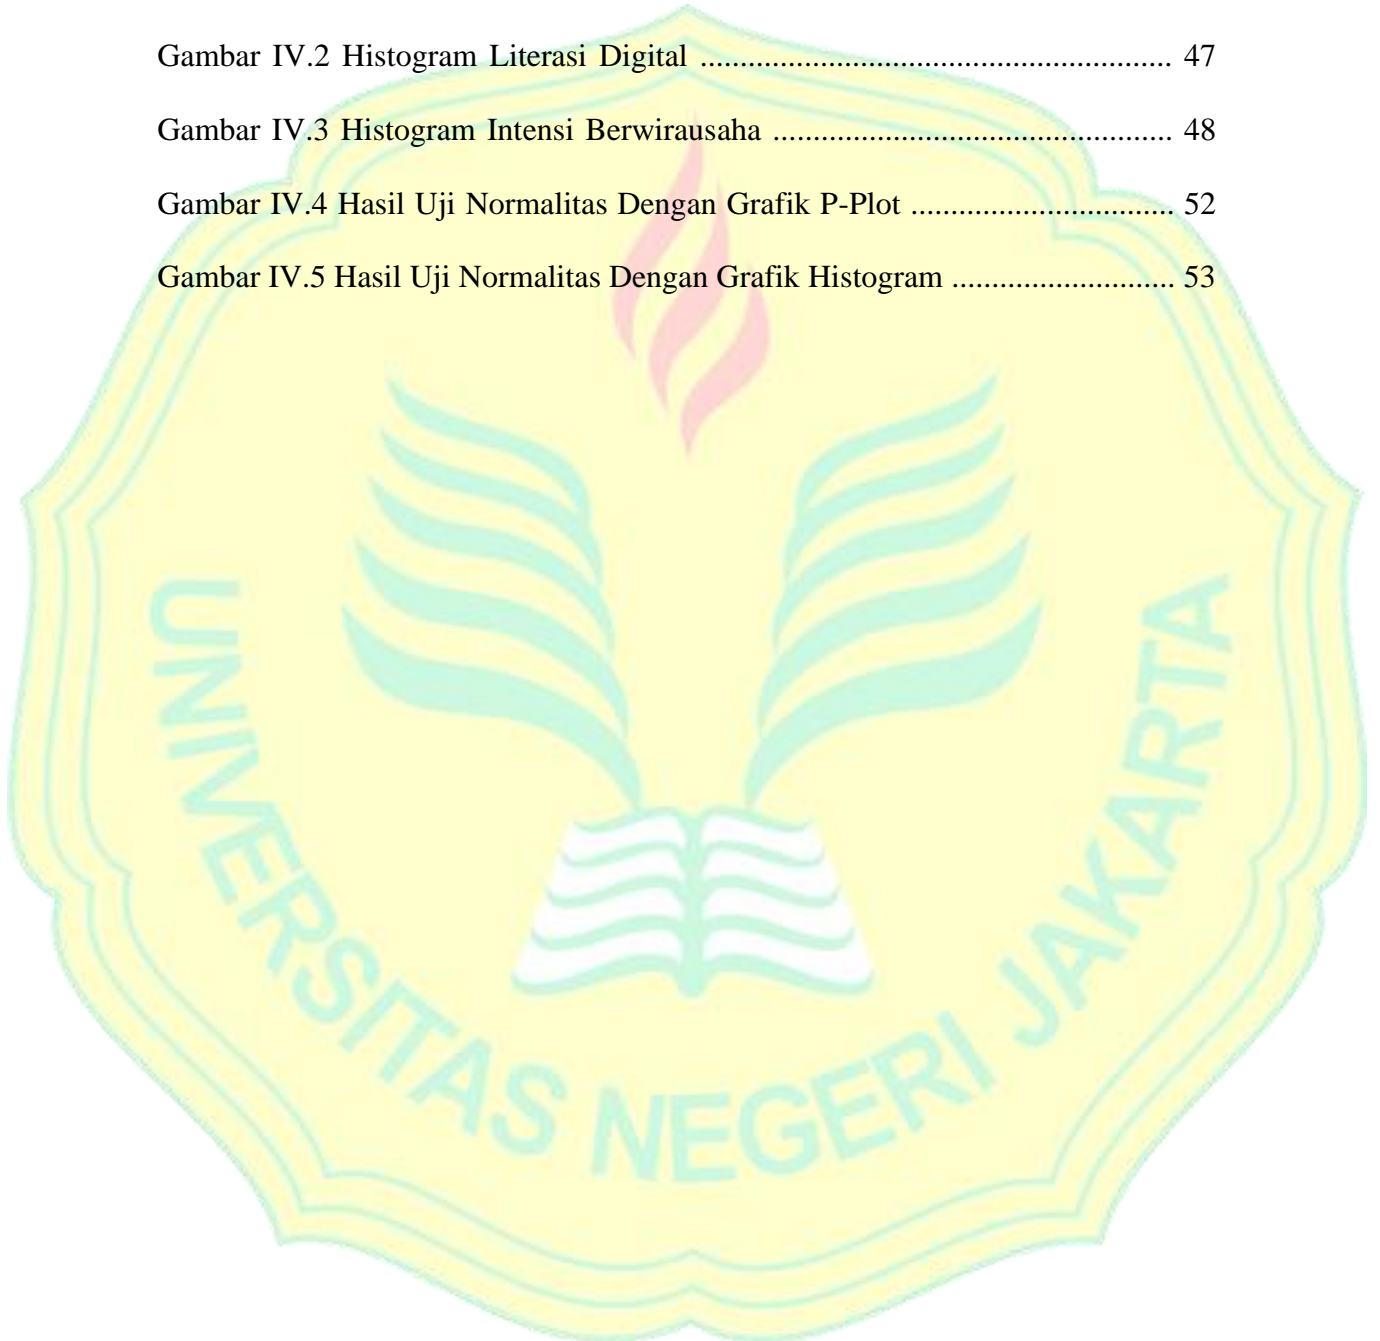 Gambar IV.2 Histogram Literasi Digital .......................................................... 47
Gambar IV.3 Histogram Intensi Berwirausaha ................................................. 48
Gambar IV.4 Hasil Uji Normalitas Dengan Grafik P-Plot ................................ 52
Gambar IV.5 Hasil Uji Normalitas Dengan Grafik Histogram ........................... 53
UNIVERSITAS NEGERI JAKARTA